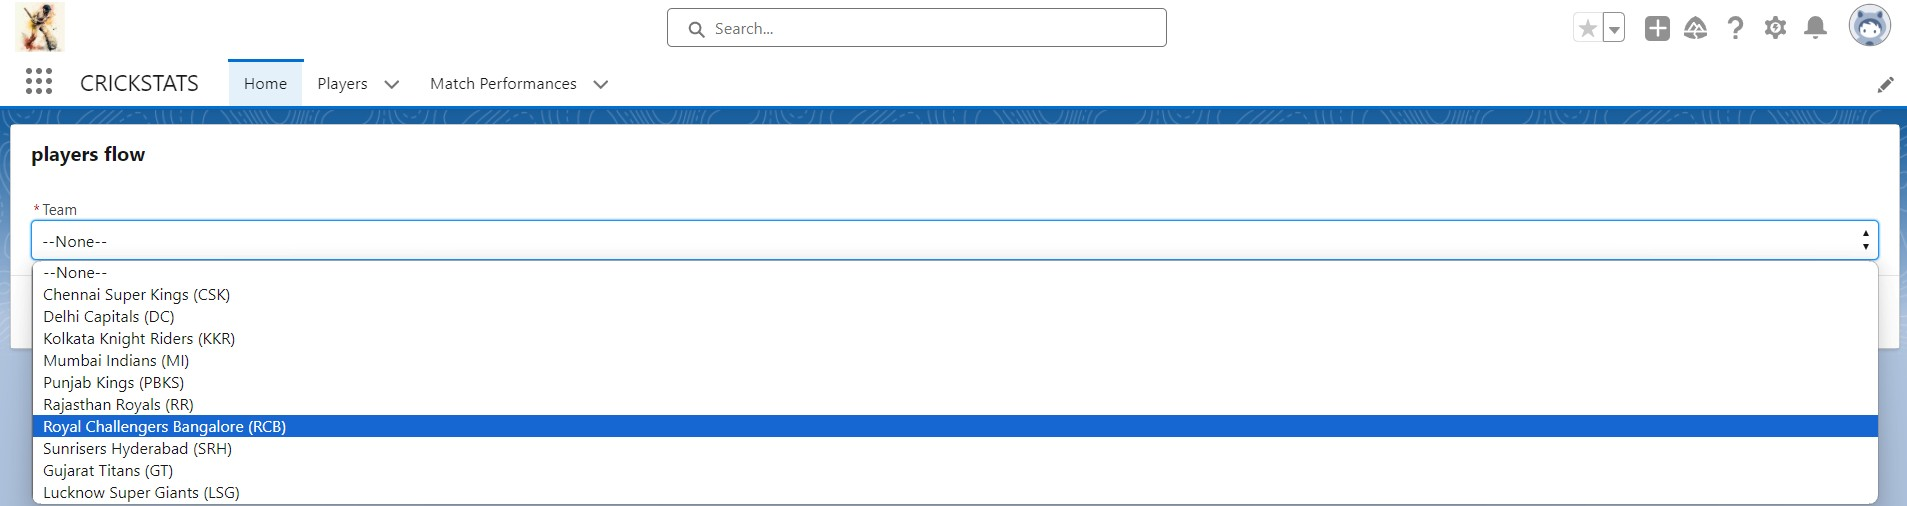 Search...
CRICKSTATS Home Players Match Performances
players flow
*Team
--None--
--None--
Chennai Super Kings (CSK)
Delhi Capitals (DC)
Kolkata Knight Riders (KKR)
Mumbai Indians (MI)
Punjab Kings (PBKS)
Rajasthan Royals (RR)
Royal Challengers Bangalore (RCB)
Sunrisers Hyderabad (SRH)
Gujarat Titans (GT)
Lucknow Super Giants (LSG)